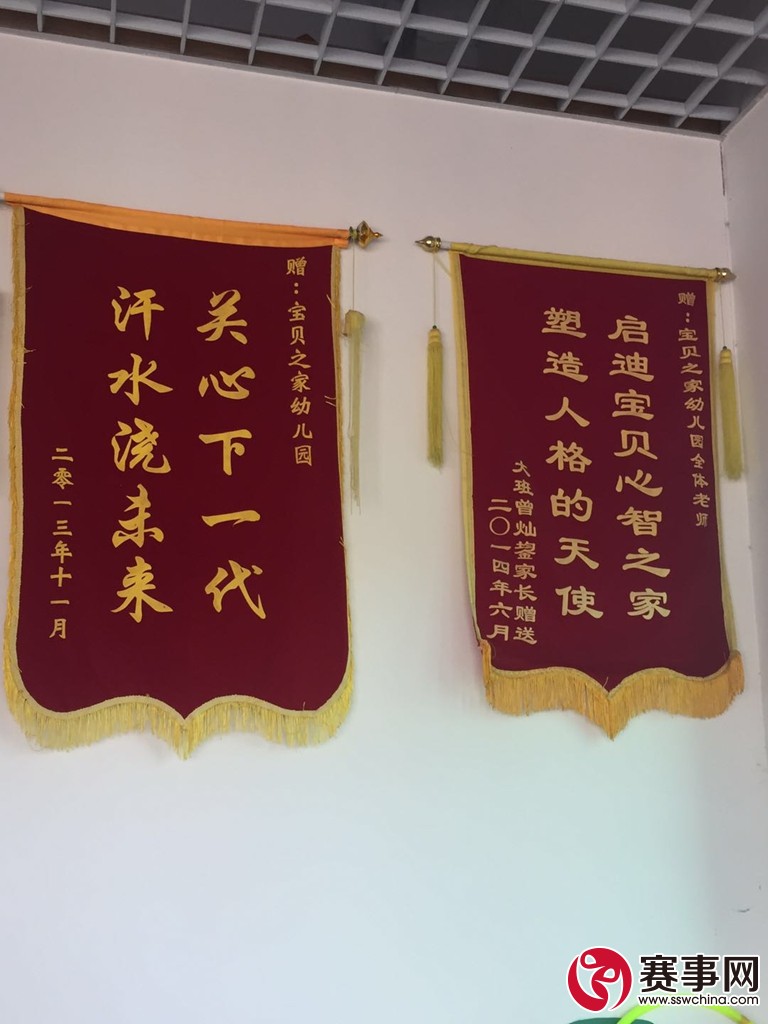 赠：宝贝之家幼儿园
关心下一代
汗水浇未来
二零一三年十一月
赠：宝贝之家幼儿园全体老师
启迪宝贝心智之家
塑造人格的天使
大班曾灿鋆家长赠送
二〇一四年六月
赛事网
www.sswchina.com